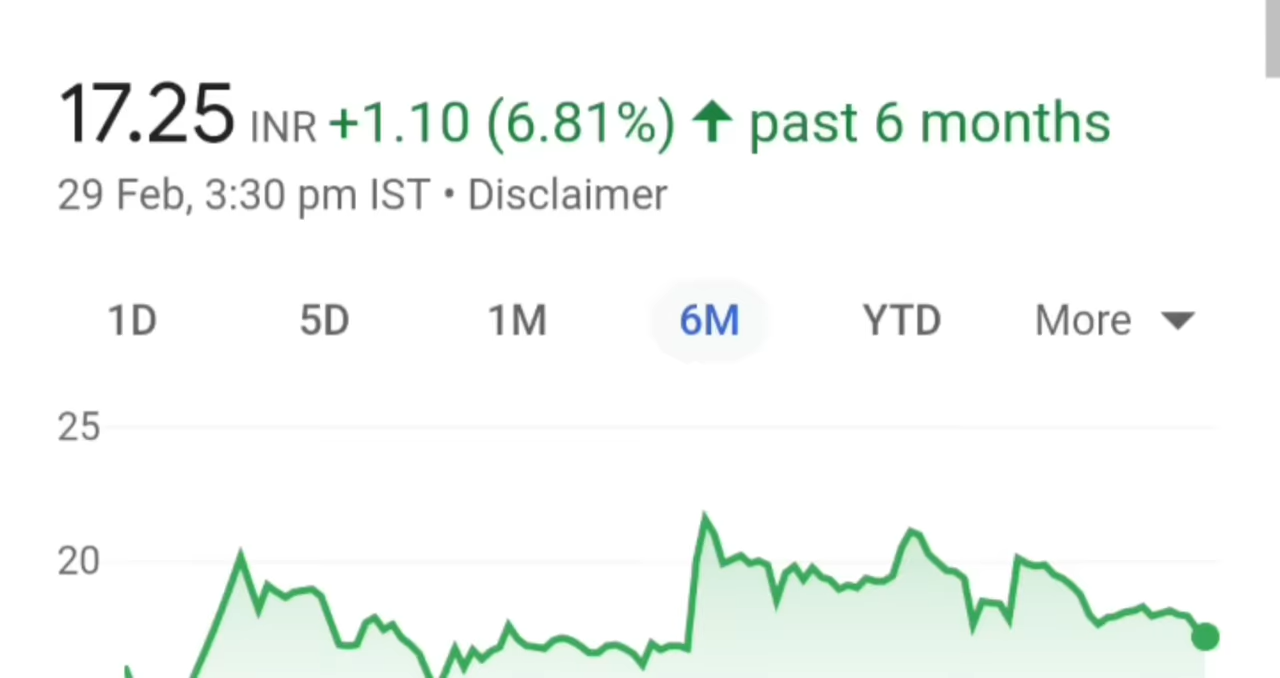 17.25 INR +1.10 (6.81%) ↑ past 6 months
29 Feb, 3:30 pm IST • Disclaimer
1D 5D 1M 6M YTD More
25
20